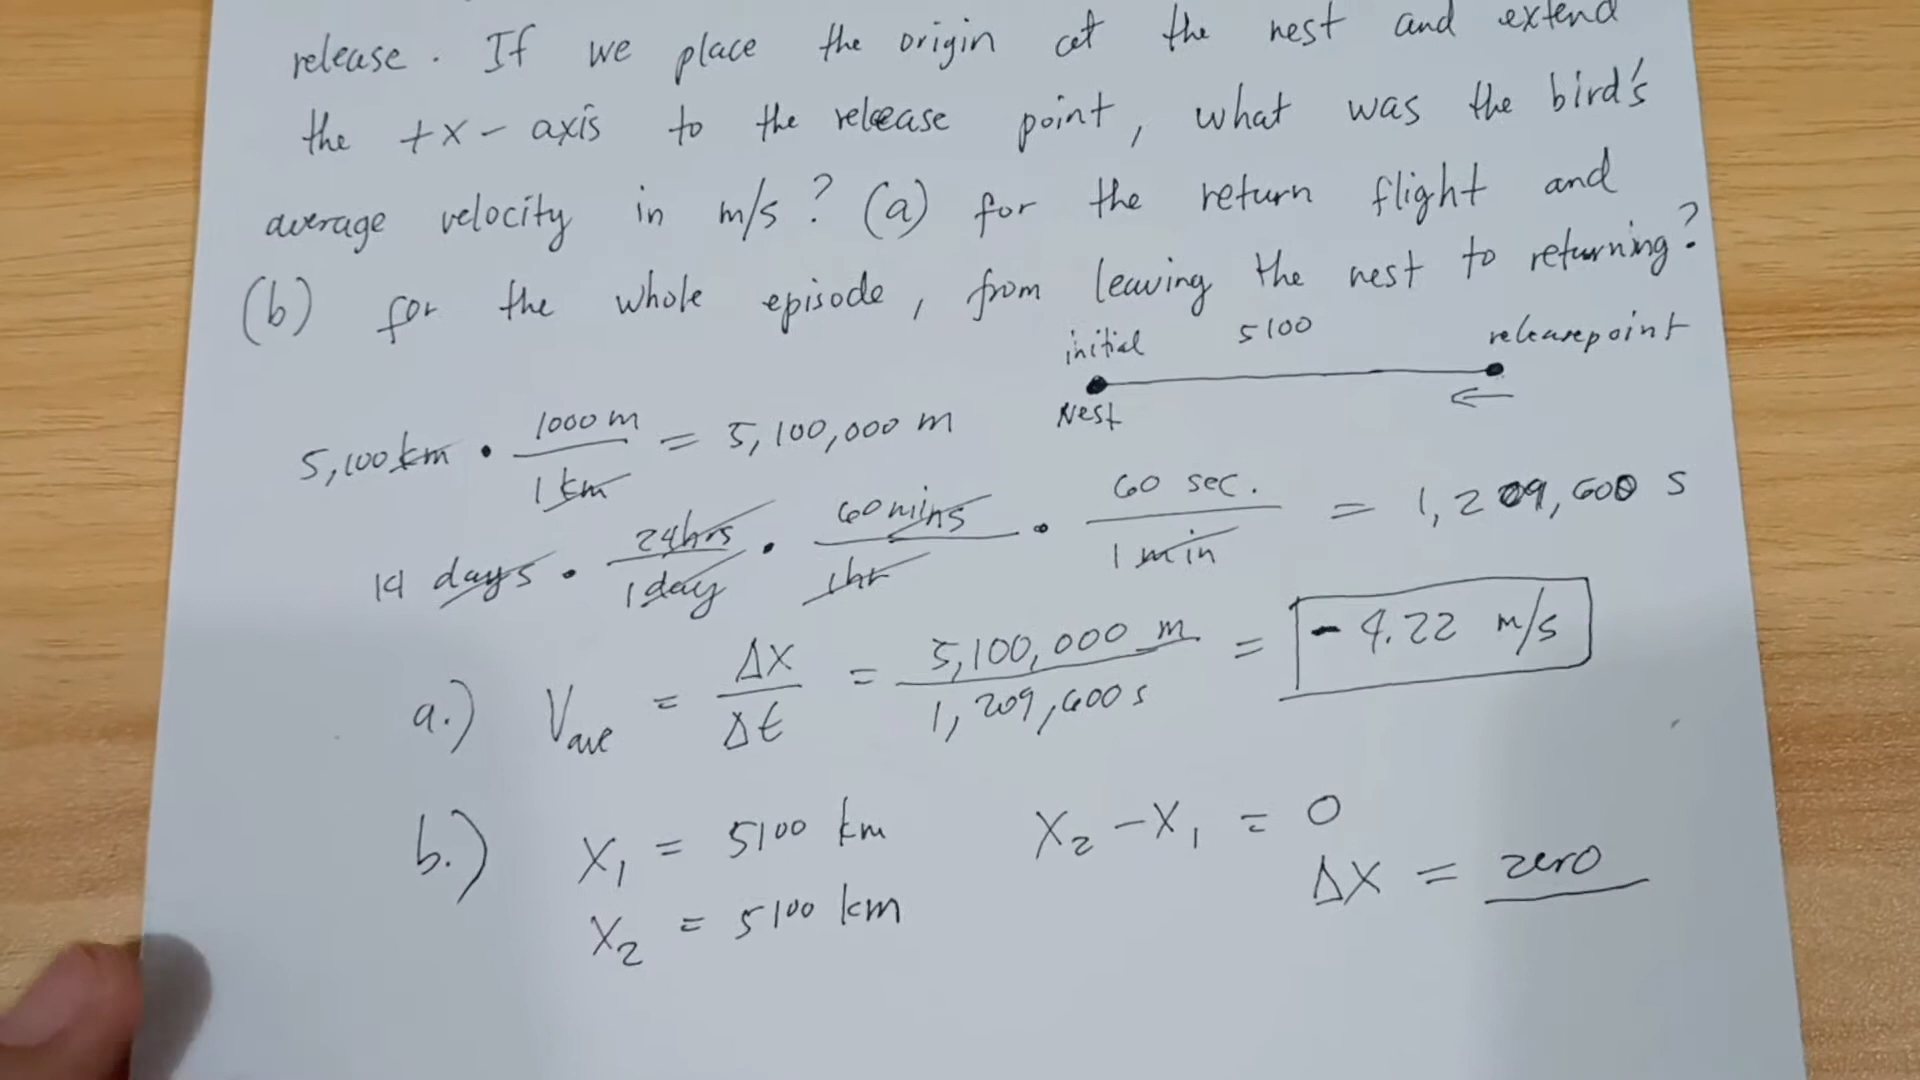 release. If we place the origin at the nest and extend
the +x-axis to the release point, what was the bird's
average velocity in m/s? (a) for the return flight and
(b) for the whole episode, from leaving the nest to returning?
initial 5100 releasepoint
Nest
5,100 km · 1000 m / 1 km = 5,100,000 m
14 days · 24hrs / 1 day · 60 mins / 1hr · 60 sec. / 1 min = 1,209,600 s
a.) Vave = Δx / Δt = 5,100,000 m / 1,209,600 s = -4.22 m/s
b.) X₁ = 5100 km X₂ - X₁ = 0
X₂ = 5100 km ΔX = zero